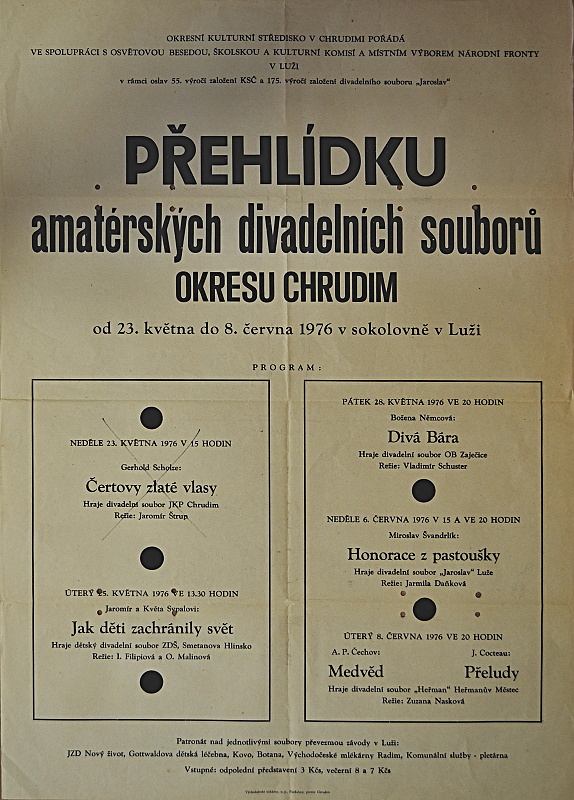 OKRESNÍ KULTURNÍ STŘEDISKO V CHRUDIMI POŘÁDÁ
VE SPOLUPRÁCI S OSVĚTOVOU BESEDOU, ŠKOLSKOU A KULTURNÍ KOMISÍ A MÍSTNÍM VÝBOREM NÁRODNÍ FRONTY
V LUŽI
v rámci oslav 55. výročí založení KSČ a 175. výročí založení divadelního souboru „Jaroslav"
PŘEHLÍDKU
amatérských divadelních souborů
OKRESU CHRUDIM
od 23. května do 8. června 1976 v sokolovně v Luži
PROGRAM:
NEDĚLE 23. KVĚTNA 1976 V 15 HODIN
Gerhold Scholze:
Čertovy zlaté vlasy
Hraje divadelní soubor JKP Chrudim
Režie: Jaromír Štrup
ÚTERÝ 25. KVĚTNA 1976 VE 13.30 HODIN
Jaromír a Květa Sypalovi:
Jak děti zachránily svět
Hraje dětský divadelní soubor ZDŠ, Smetanova Hlinsko
Režie: I. Filipiová a O. Malinová
PÁTEK 28. KVĚTNA 1976 VE 20 HODIN
Božena Němcová:
Divá Bára
Hraje divadelní soubor OB Zaječice
Režie: Vladimír Schuster
NEDĚLE 6. ČERVNA 1976 V 15 A VE 20 HODIN
Miroslav Švandrlík:
Honorace z pastoušky
Hraje divadelní soubor „Jaroslav" Luže
Režie: Jarmila Daňková
ÚTERÝ 8. ČERVNA 1976 VE 20 HODIN
A. P. Čechov: J. Cocteau:
Medvěd Přeludy
Hraje divadelní soubor „Heřman" Heřmanův Městec
Režie: Zuzana Nasková
Patronát nad jednotlivými soubory převezmou závody v Luži:
JZD Nový život, Gottwaldova dětská léčebna, Kovo, Botana, Východočeské mlékárny Radim, Komunální služby - pletárna
Vstupné: odpolední představení 3 Kčs, večerní 8 a 7 Kčs